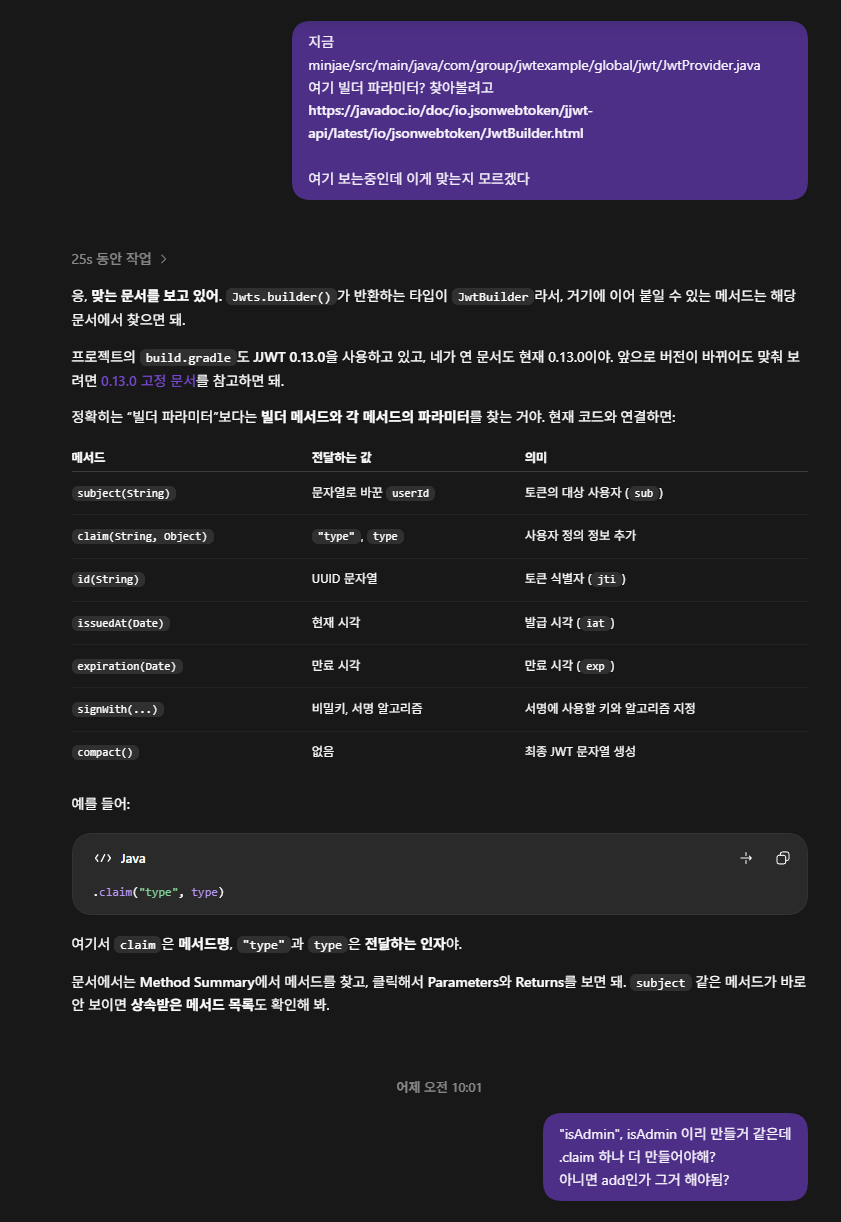 지금
minjae/src/main/java/com/group/jwtexample/global/jwt/JwtProvider.java
여기 빌더 파라미터? 찾아볼려고
https://javadoc.io/doc/io.jsonwebtoken/jjwt-
api/latest/io/jsonwebtoken/JwtBuilder.html
여기 보는중인데 이게 맞는지 모르겠다
25s 동안 작업 >
응, 맞는 문서를 보고 있어. Jwts.builder() 가 반환하는 타입이 JwtBuilder 라서, 거기에 이어 붙일 수 있는 메서드는 해당
문서에서 찾으면 돼.
프로젝트의 build.gradle 도 JJWT 0.13.0을 사용하고 있고, 네가 연 문서도 현재 0.13.0이야. 앞으로 버전이 바뀌어도 맞춰 보
려면 0.13.0 고정 문서를 참고하면 돼.
정확히는 “빌더 파라미터”보다는 빌더 메서드와 각 메서드의 파라미터를 찾는 거야. 현재 코드와 연결하면:
메서드 전달하는 값 의미
subject(String) 문자열로 바꾼 userId 토큰의 대상 사용자 ( sub )
claim(String, Object) "type", type 사용자 정의 정보 추가
id(String) UUID 문자열 토큰 식별자 ( jti )
issuedAt(Date) 현재 시각 발급 시각 ( iat )
expiration(Date) 만료 시각 만료 시각 ( exp )
signWith(...) 비밀키, 서명 알고리즘 서명에 사용할 키와 알고리즘 지정
compact() 없음 최종 JWT 문자열 생성
예를 들어:
</> Java
.claim("type", type)
여기서 claim 은 메서드명, "type" 과 type 은 전달하는 인자야.
문서에서는 Method Summary에서 메서드를 찾고, 클릭해서 Parameters와 Returns를 보면 돼. subject 같은 메서드가 바로
안 보이면 상속받은 메서드 목록도 확인해 봐.
어제 오전 10:01
"isAdmin", isAdmin 이리 만들거 같은데
.claim 하나 더 만들어야해?
아니면 add인가 그거 해야됨?